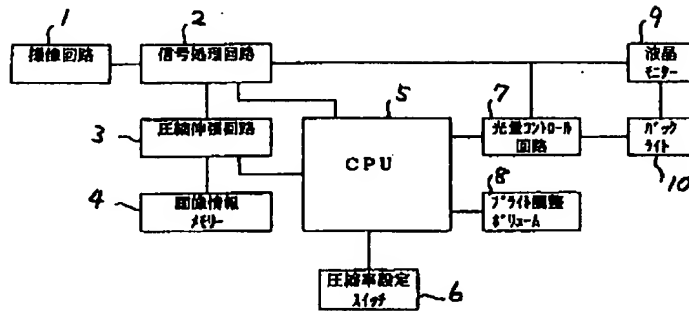 1
撮像回路
2
信号処理回路
9
液晶
モニター
3
圧縮伸張回路
5
CPU
7
光量コントロール
回路
バック
ライト
10
4
画像情報
メモリー
8
ブライト調整
ボリューム
圧縮率設定
スイッチ
6